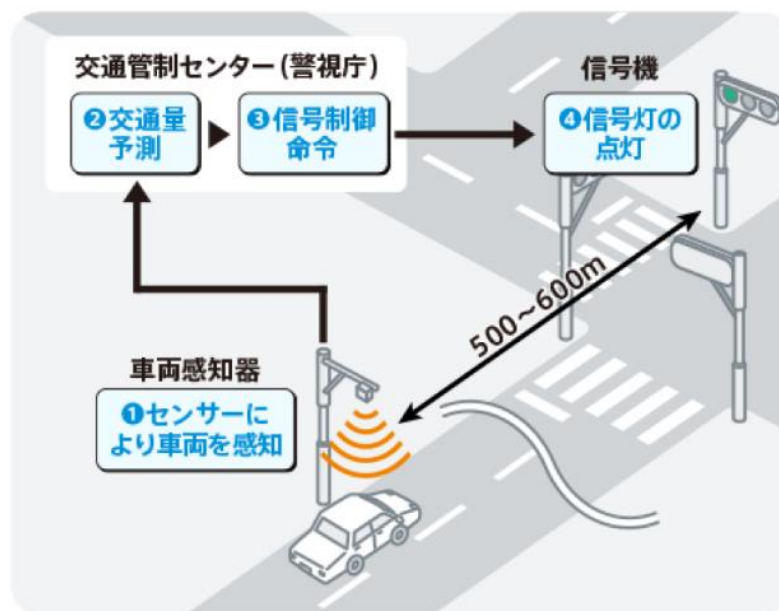 交通管制センター(警視庁)
❷交通量
予測
❸信号制御
命令
信号機
❹信号灯の
点灯
500～600m
車両感知器
❶センサーに
より車両を感知